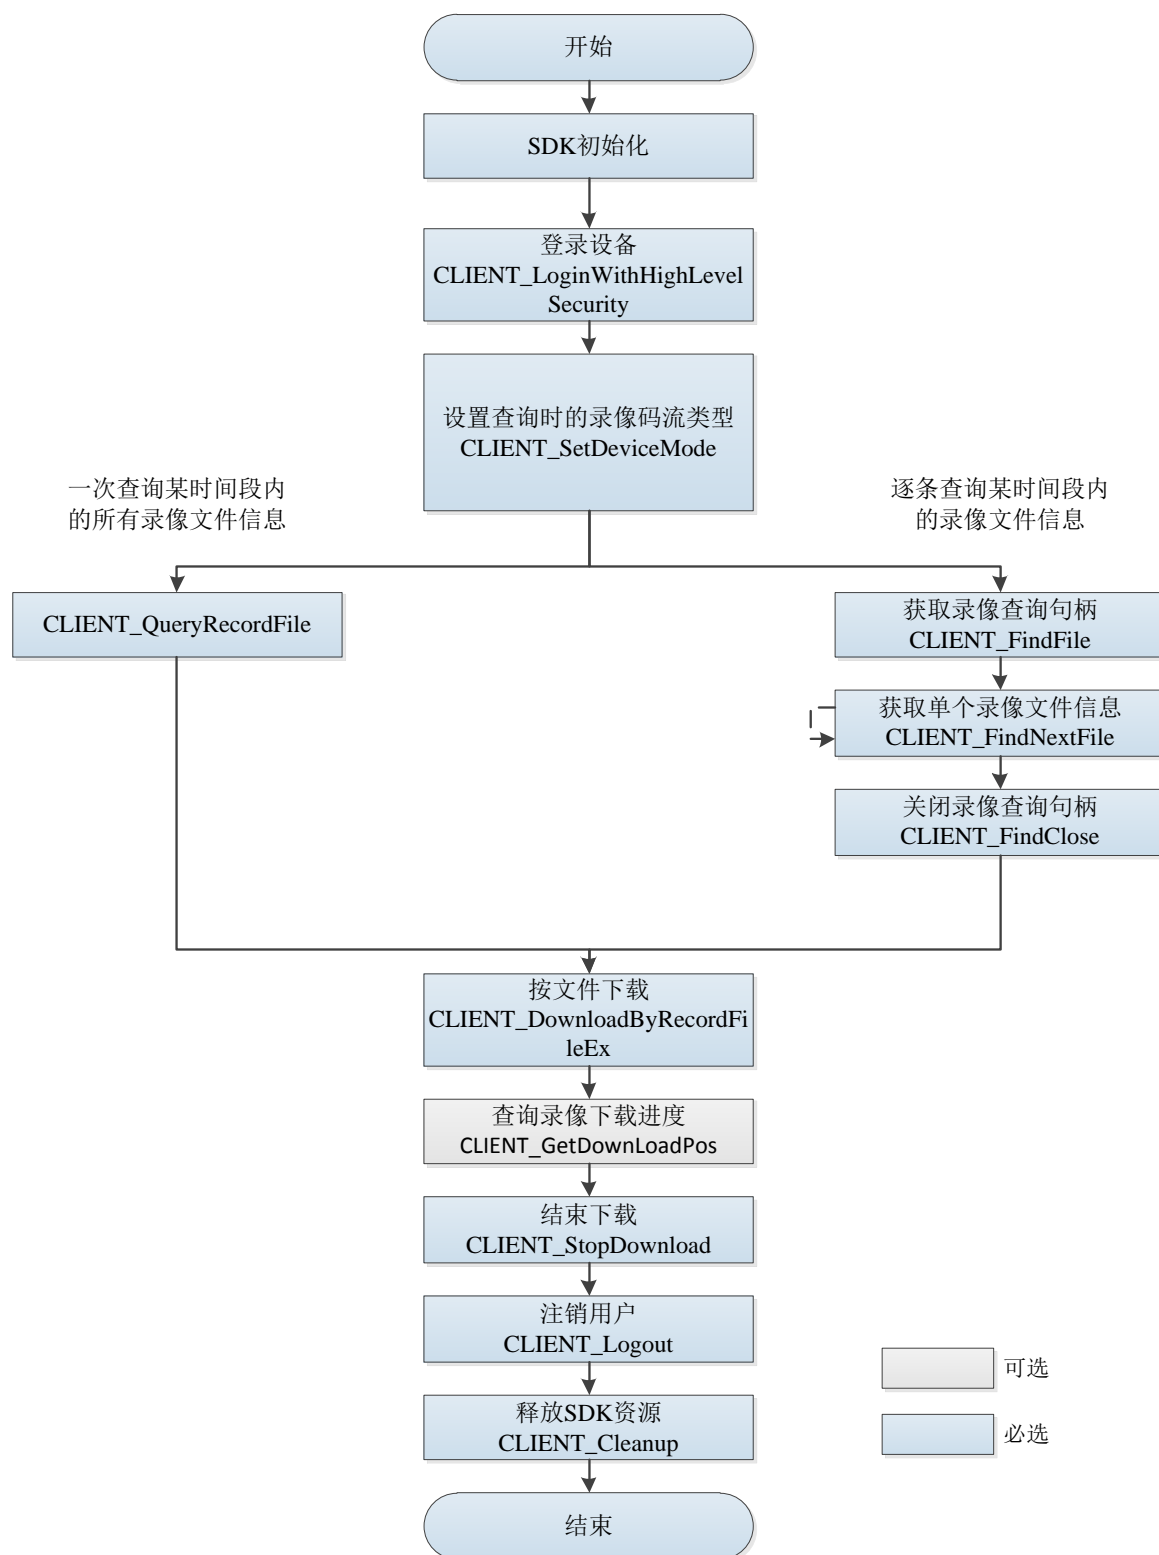 开始
SDK初始化
登录设备
CLIENT_LoginWithHighLevel
Security
设置查询时的录像码流类型
CLIENT_SetDeviceMode
一次查询某时间段内
的所有录像文件信息
逐条查询某时间段内
的录像文件信息
CLIENT_QueryRecordFile
获取录像查询句柄
CLIENT_FindFile
获取单个录像文件信息
CLIENT_FindNextFile
关闭录像查询句柄
CLIENT_FindClose
按文件下载
CLIENT_DownloadByRecordFi
leEx
查询录像下载进度
CLIENT_GetDownLoadPos
结束下载
CLIENT_StopDownload
注销用户
CLIENT_Logout
释放SDK资源
CLIENT_Cleanup
结束
可选
必选